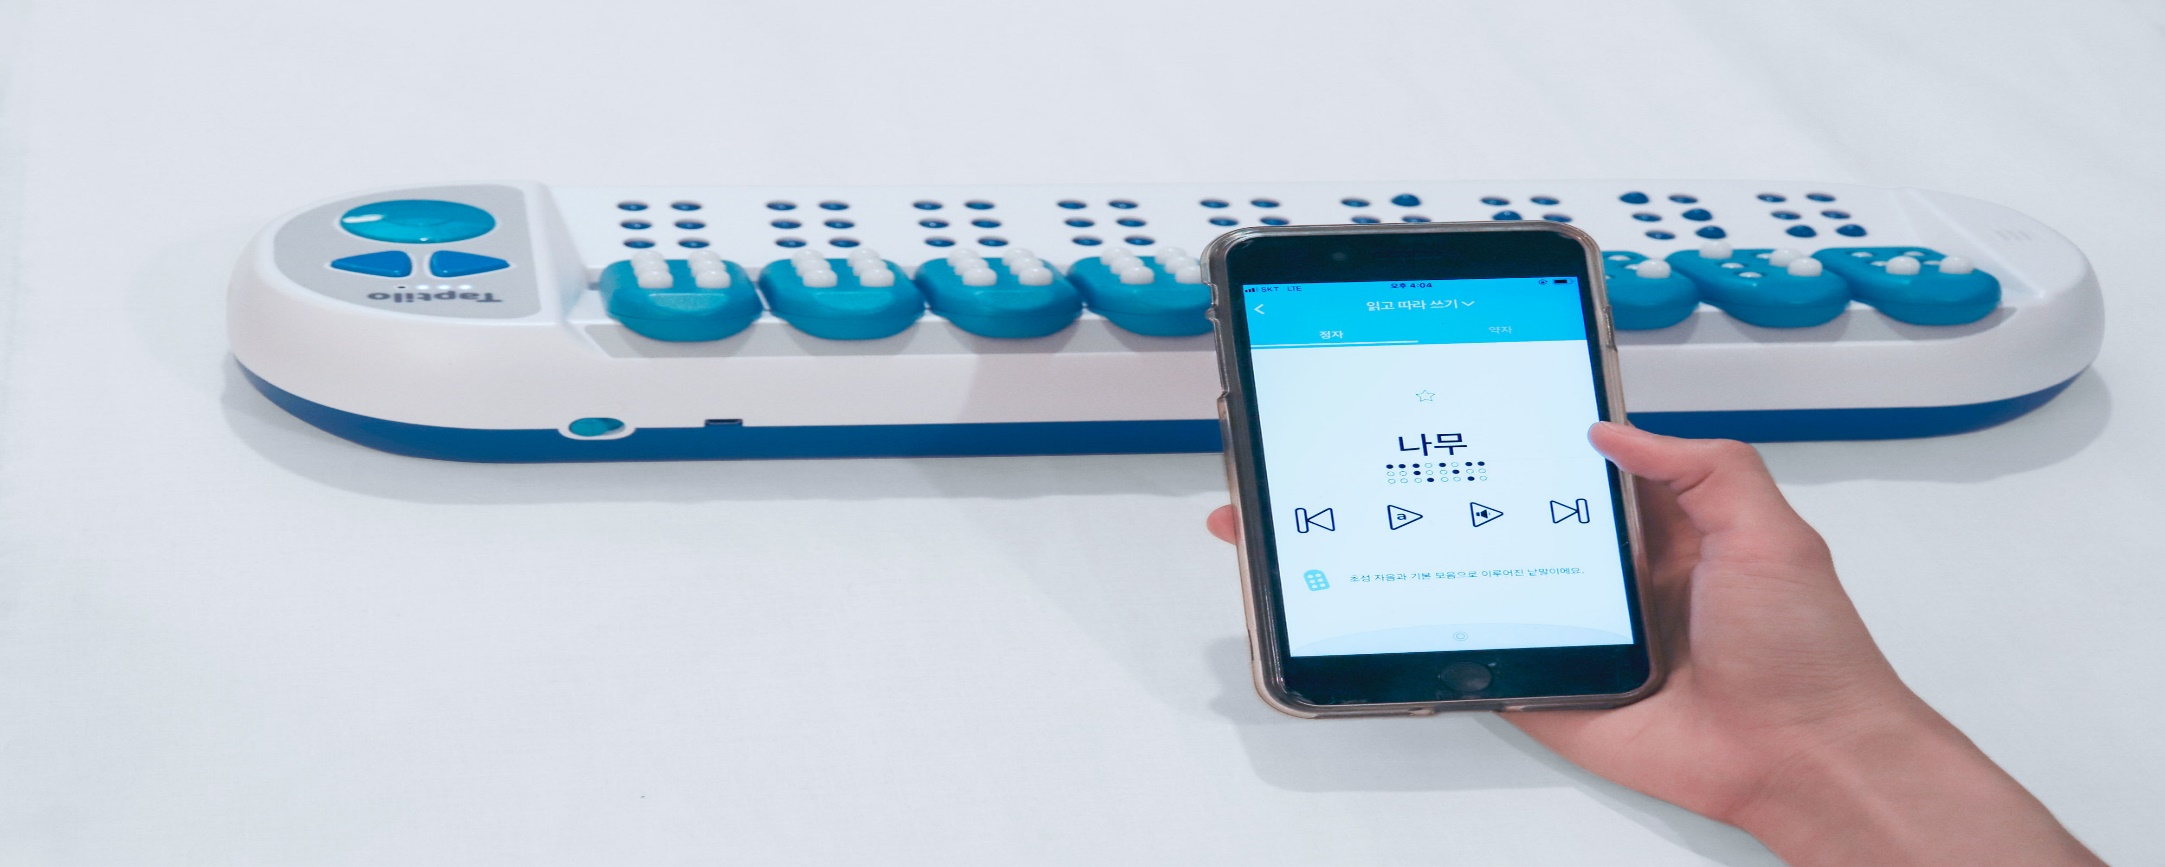 Taptilo
SKT LTE 오후 4:04
읽고 따라 쓰기
정자 약자
나무
a
초성 자음과 기본 모음으로 이루어진 낱말이에요.